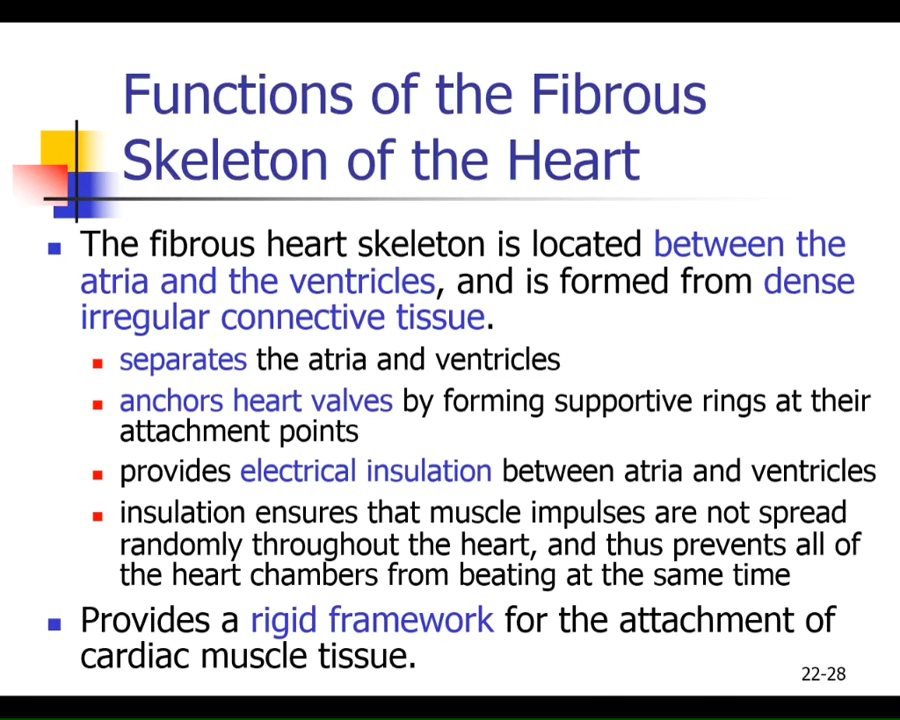 Functions of the Fibrous
Skeleton of the Heart
The fibrous heart skeleton is located between the
atria and the ventricles, and is formed from dense
irregular connective tissue.
separates the atria and ventricles
anchors heart valves by forming supportive rings at their
attachment points
provides electrical insulation between atria and ventricles
insulation ensures that muscle impulses are not spread
randomly throughout the heart, and thus prevents all of
the heart chambers from beating at the same time
Provides a rigid framework for the attachment of
cardiac muscle tissue.
22-28